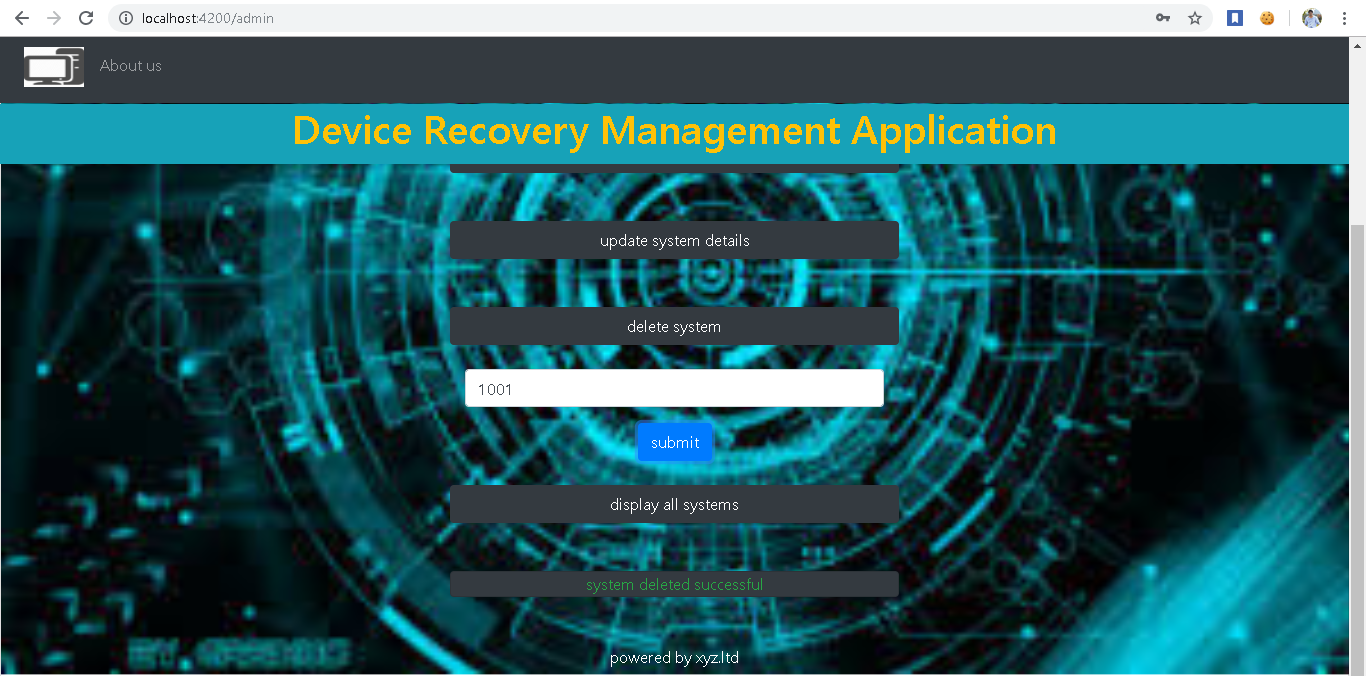 localhost:4200/admin
About us
Device Recovery Management Application
update system details
delete system
1001
submit
display all systems
system deleted successful
powered by xyz.ltd